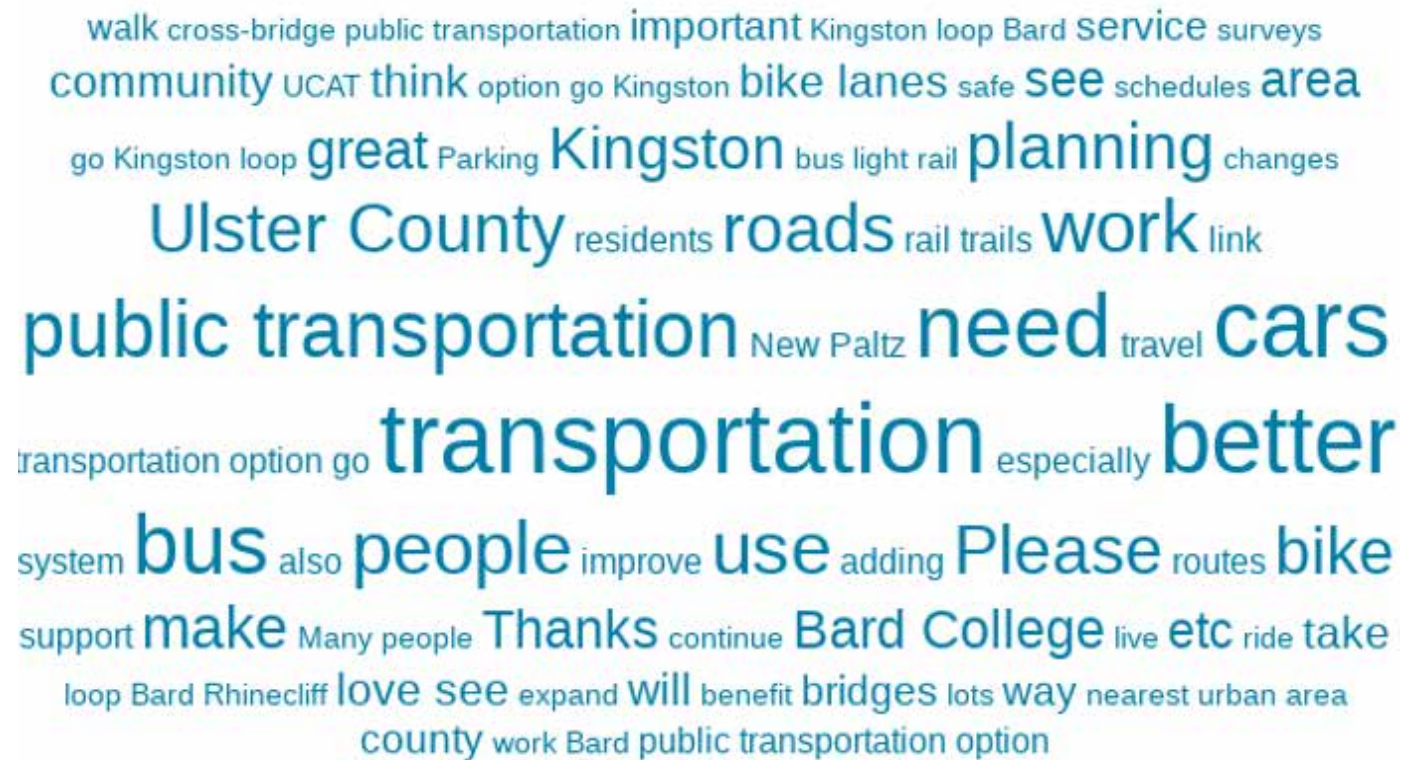 walk cross-bridge public transportation important Kingston loop Bard service surveys
community UCAT think option go Kingston bike lanes safe see schedules area
go Kingston loop great Parking Kingston bus light rail planning changes
Ulster County residents roads rail trails work link
public transportation New Paltz need travel cars
transportation option go transportation especially better
system bus also people improve use adding Please routes bike
support make Many people Thanks continue Bard College live etc ride take
loop Bard Rhinecliff love see expand will benefit bridges lots way nearest urban area
county work Bard public transportation option